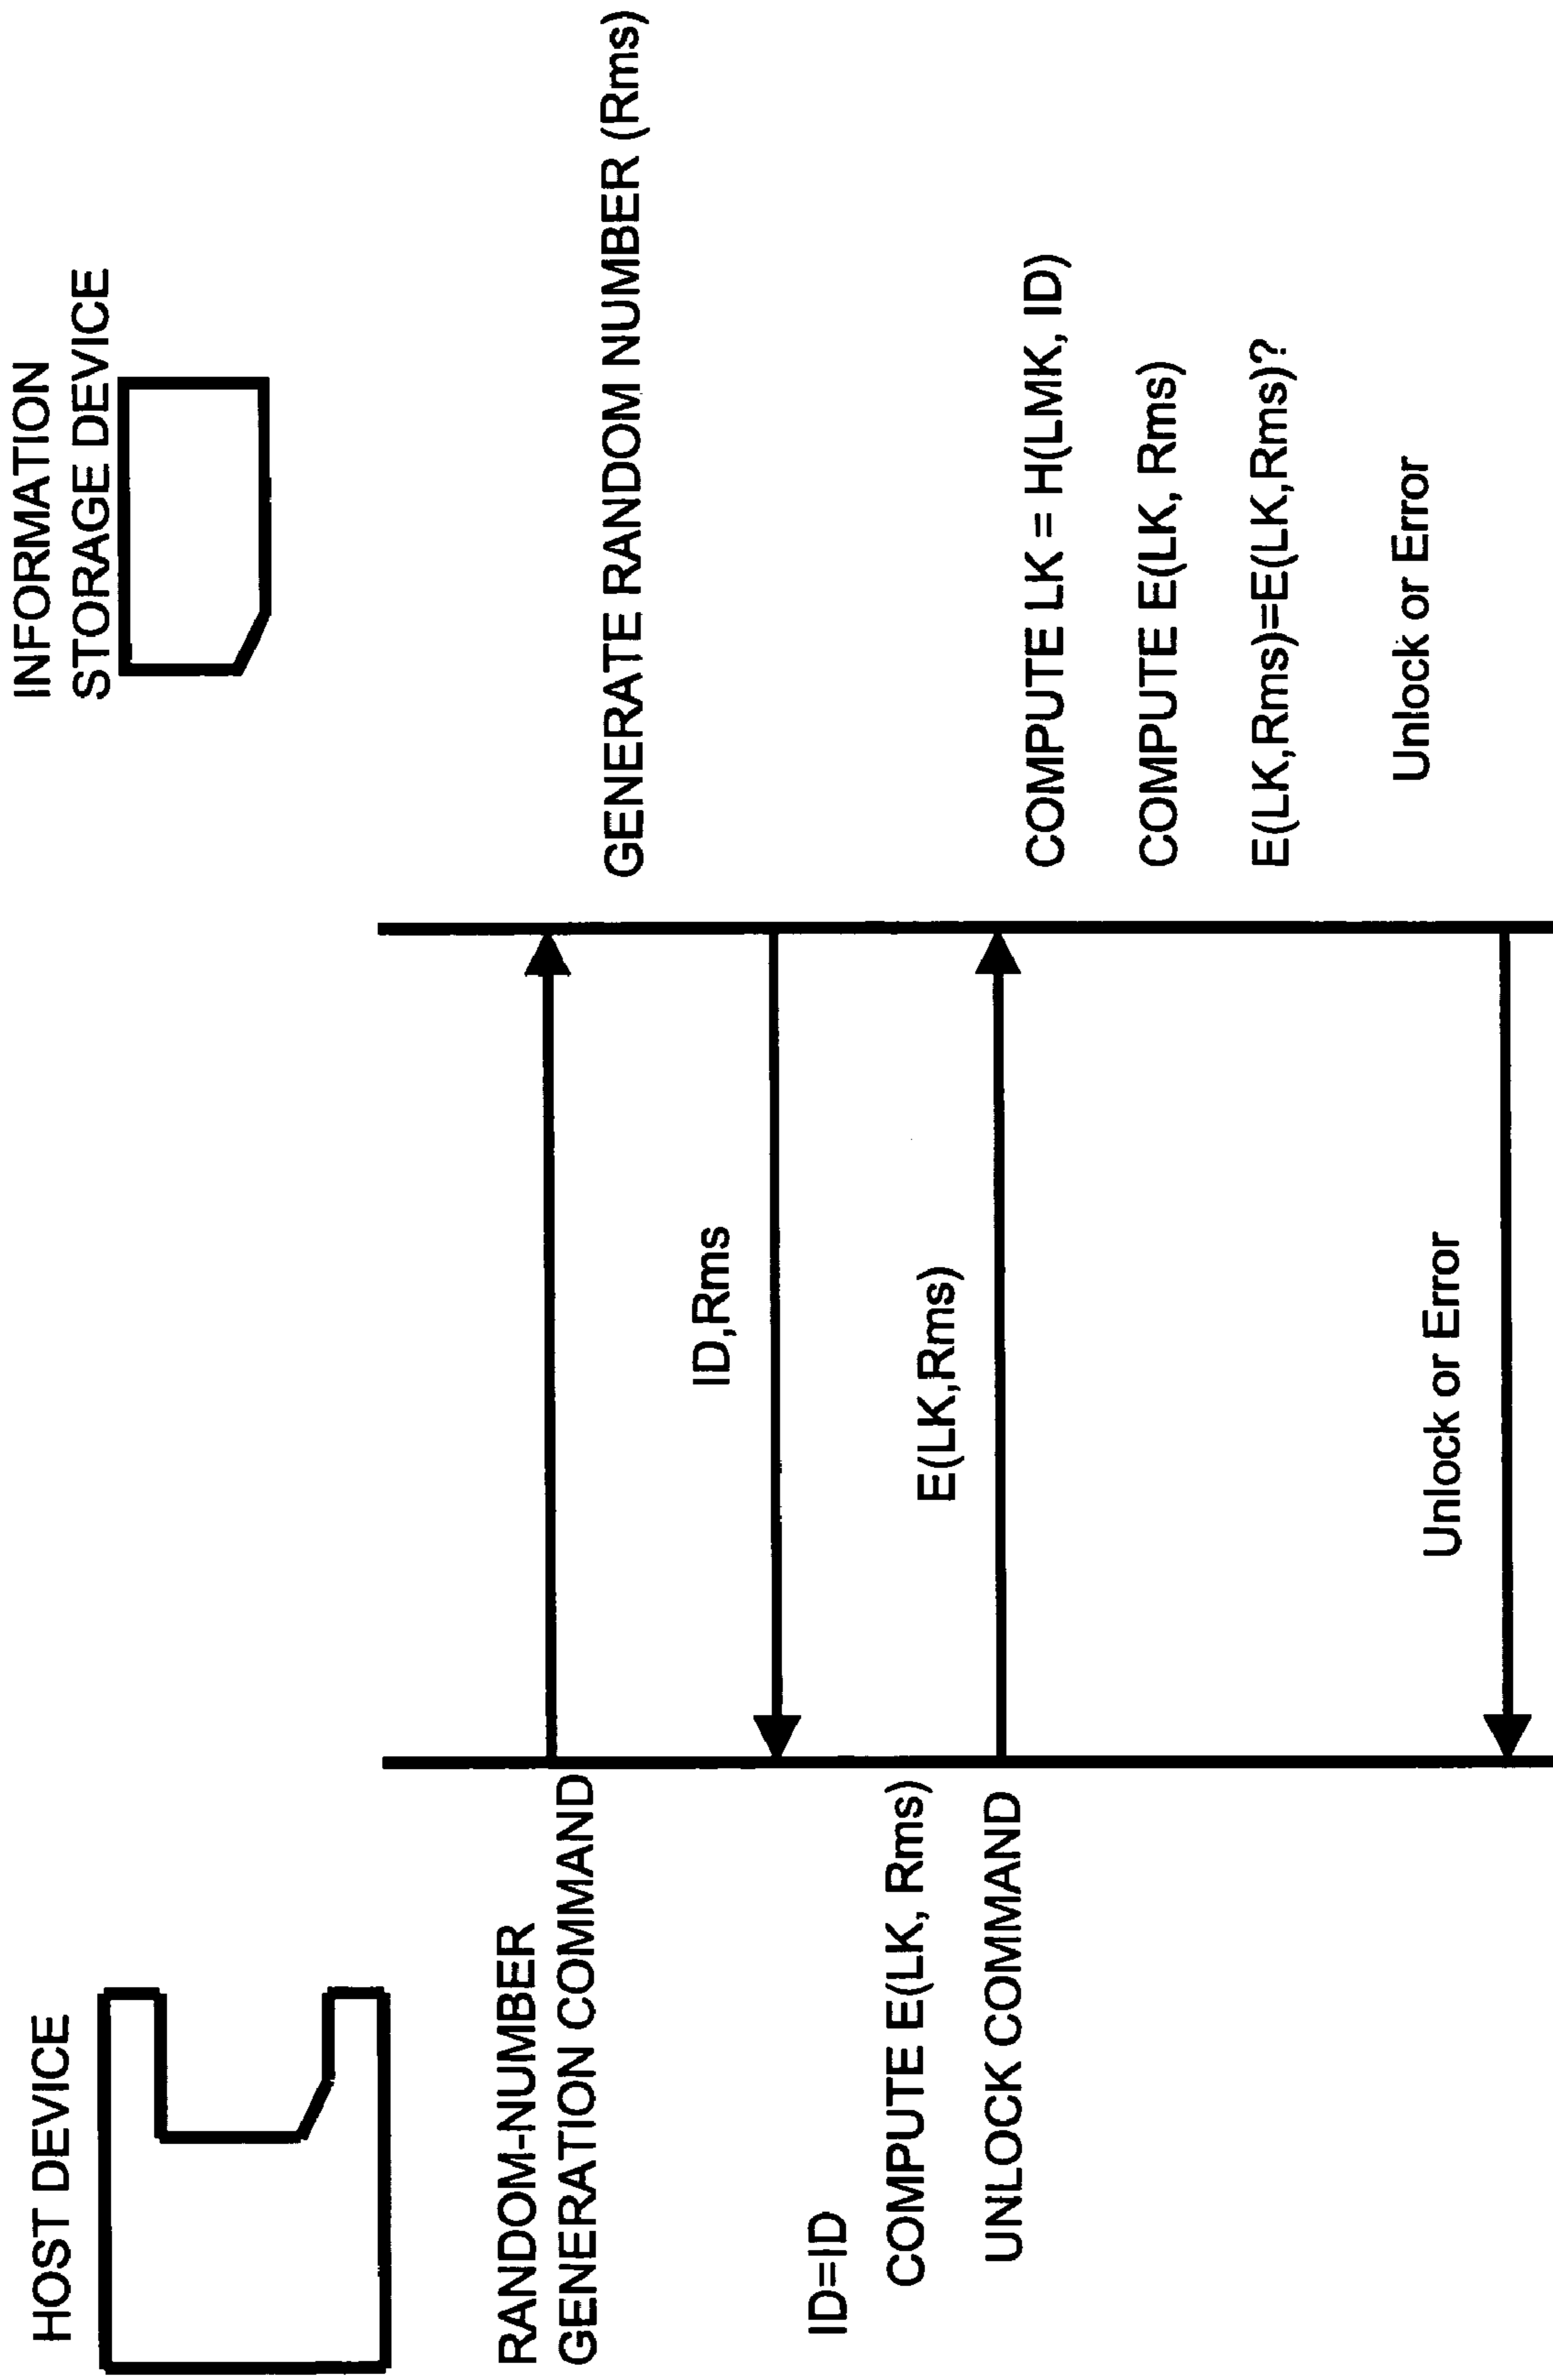 HOST DEVICE
INFORMATION
STORAGE DEVICE
RANDOM-NUMBER
GENERATION COMMAND
GENERATE RANDOM NUMBER (Rms)
ID,Rms
ID=ID
COMPUTE E(LK, Rms)
E(LK,Rms)
UNLOCK COMMAND
COMPUTE LK = H(LMK, ID)
COMPUTE E(LK, Rms)
E(LK,Rms)=E(LK,Rms)?
Unlock or Error
Unlock or Error